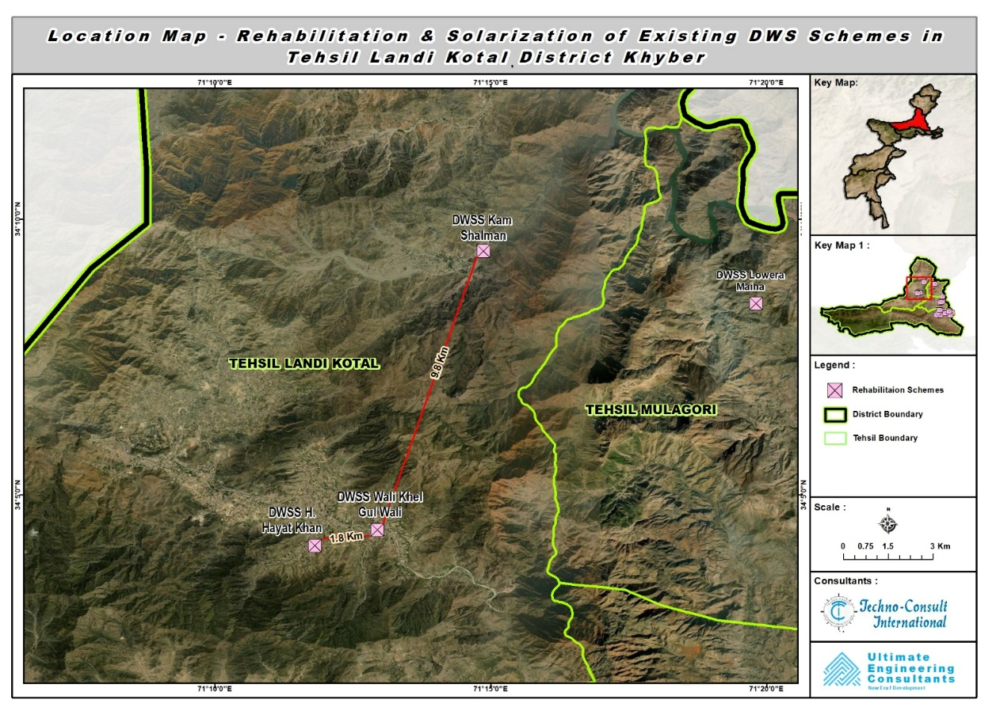 Location Map - Rehabilitation & Solarization of Existing DWS Schemes in
Tehsil Landi Kotal , District Khyber
71°10'0"E
71°15'0"E
71°20'0"E
34°10'0"N
34°5'0"N
34°5'0"N
DWSS Kam
Shalman
DWSS Lowera
Maina
TEHSIL LANDI KOTAL
9.8 Km
TEHSIL MULAGORI
DWSS Wali Khel
Gul Wali
DWSS H.
Hayat Khan
1.8 Km
71°10'0"E
71°15'0"E
71°20'0"E
Key Map:
Key Map 1 :
Legend :
Rehabilitaion Schemes
District Boundary
Tehsil Boundary
Scale :
N
0 0.75 1.5 3 Km
Consultants :
Techno-Consult
International
Ultimate
Engineering
Consultants
New Era f Development